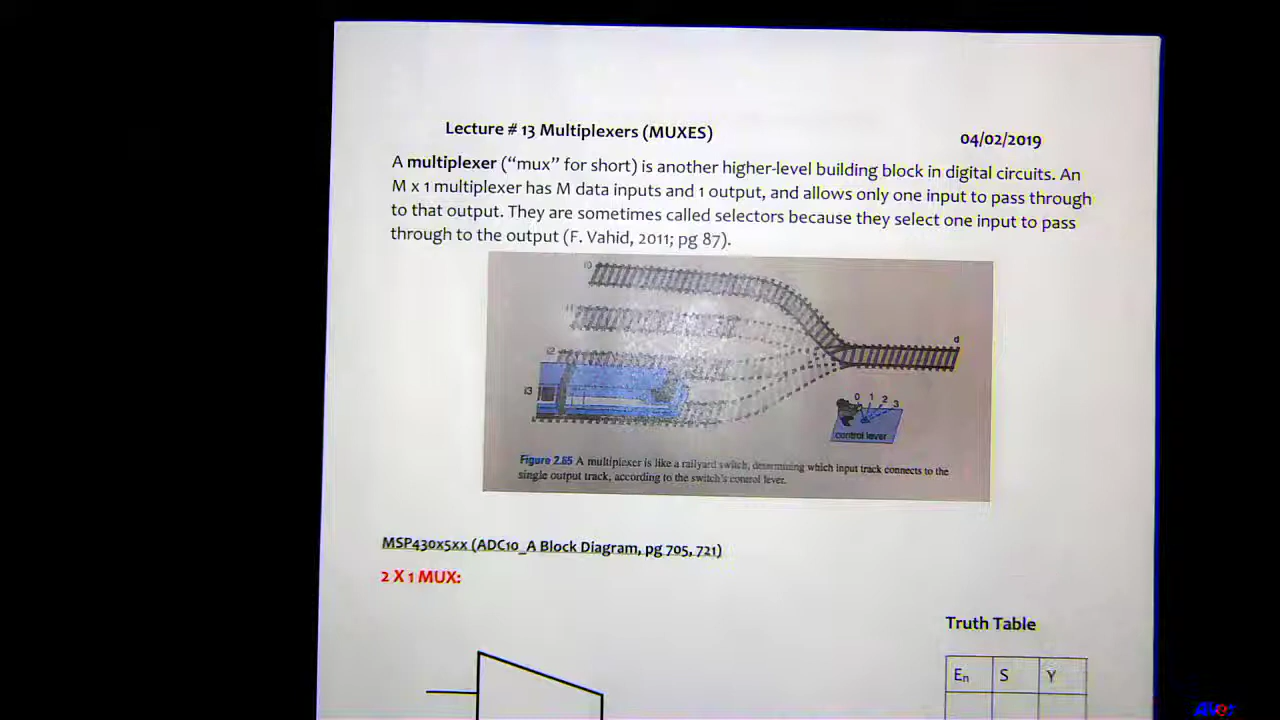 Lecture # 13 Multiplexers (MUXES)
04/02/2019
A multiplexer (“mux” for short) is another higher-level building block in digital circuits. An
M x 1 multiplexer has M data inputs and 1 output, and allows only one input to pass through
to that output. They are sometimes called selectors because they select one input to pass
through to the output (F. Vahid, 2011; pg 87).
i0
i1
i2
i3
d
0 1 2 3
control lever
Figure 2.65 A multiplexer is like a railyard switch, determining which input track connects to the
single output track, according to the switch's control lever.
MSP430x5xx (ADC10_A Block Diagram, pg 705, 721)
2 X 1 MUX:
Truth Table
En S Y
AVer